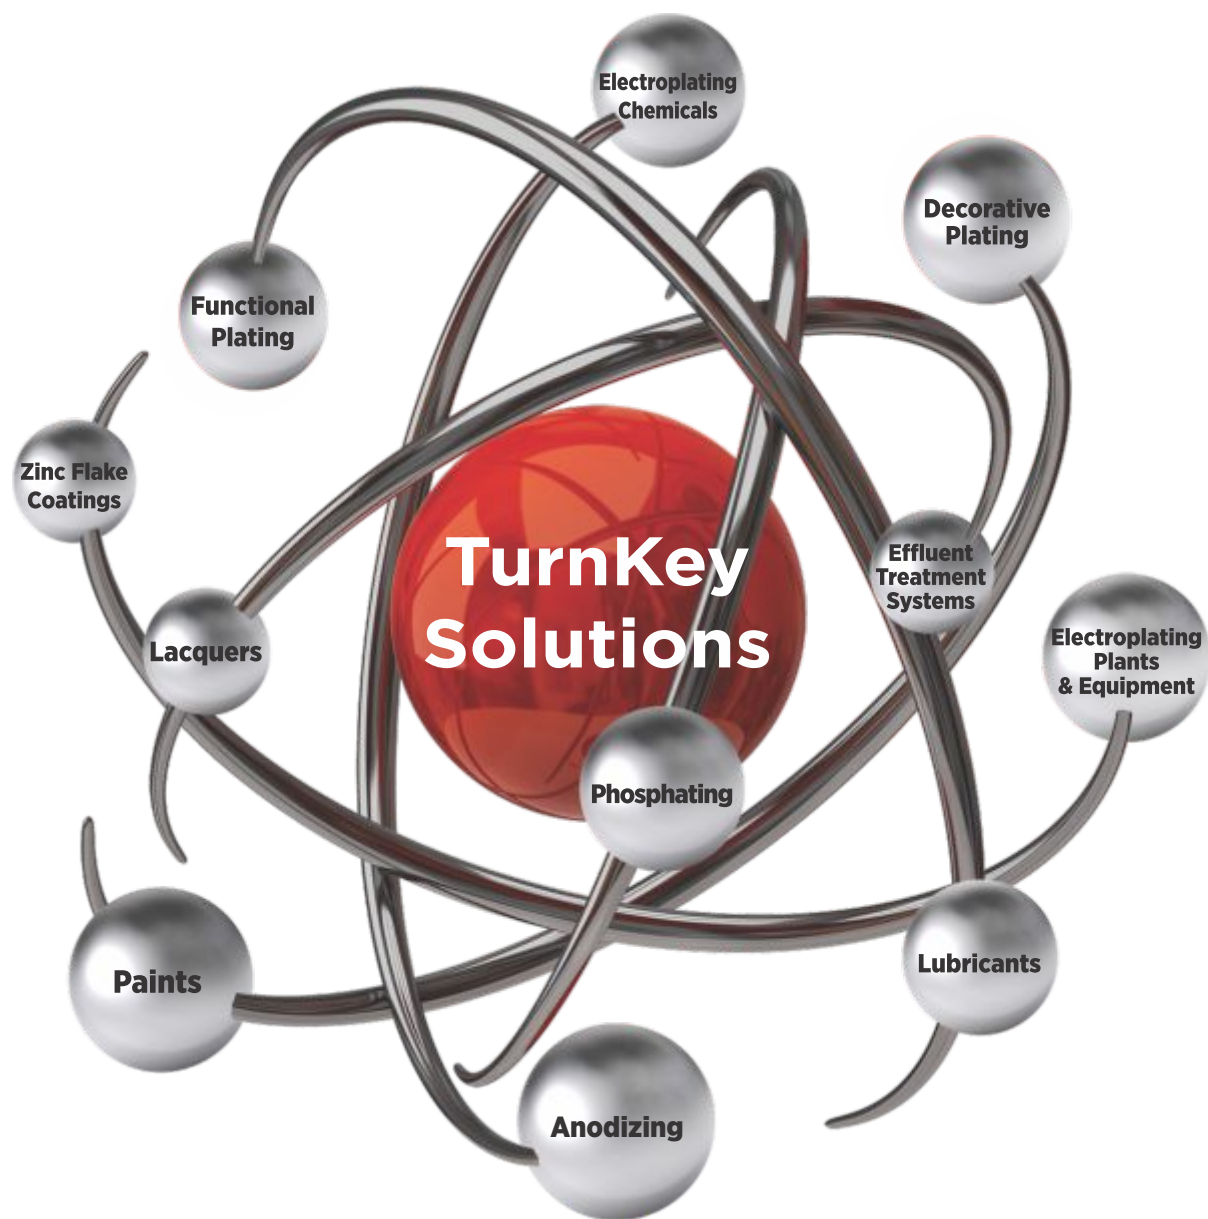 Electroplating
Chemicals
Decorative
Plating
Functional
Plating
Zinc Flake
Coatings
TurnKey
Solutions
Effluent
Treatment
Systems
Electroplating
Plants
& Equipment
Lacquers
Phosphating
Lubricants
Paints
Anodizing